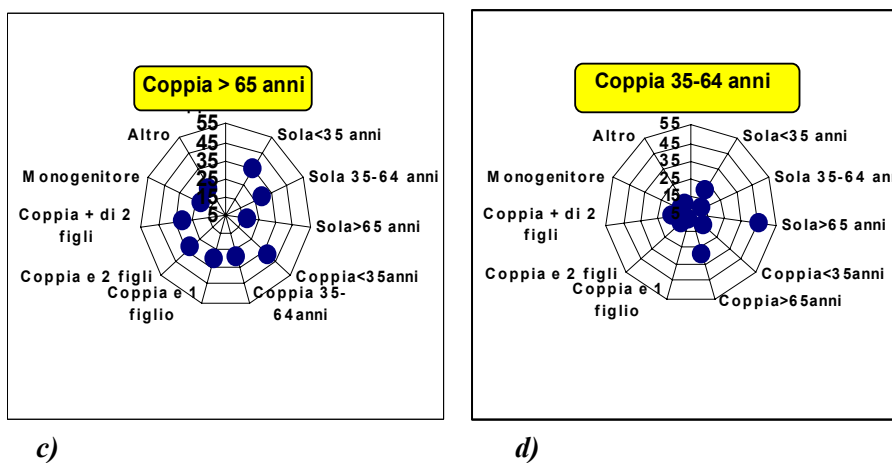 Coppia > 65 anni
55
45
35
25
15
5
Altro
Sola<35 anni
Monogenitore
Sola 35-64 anni
Coppia + di 2
figli
Sola>65 anni
Coppia e 2 figli
Coppia<35anni
Coppia e 1
figlio
Coppia 35-
64anni
c)
Coppia 35-64 anni
55
45
35
25
15
5
Altro
Sola<35 anni
Monogenitore
Sola 35-64 anni
Coppia + di 2
figli
Sola>65 anni
Coppia e 2 figli
Coppia<35anni
Coppia e 1
figlio
Coppia>65anni
d)